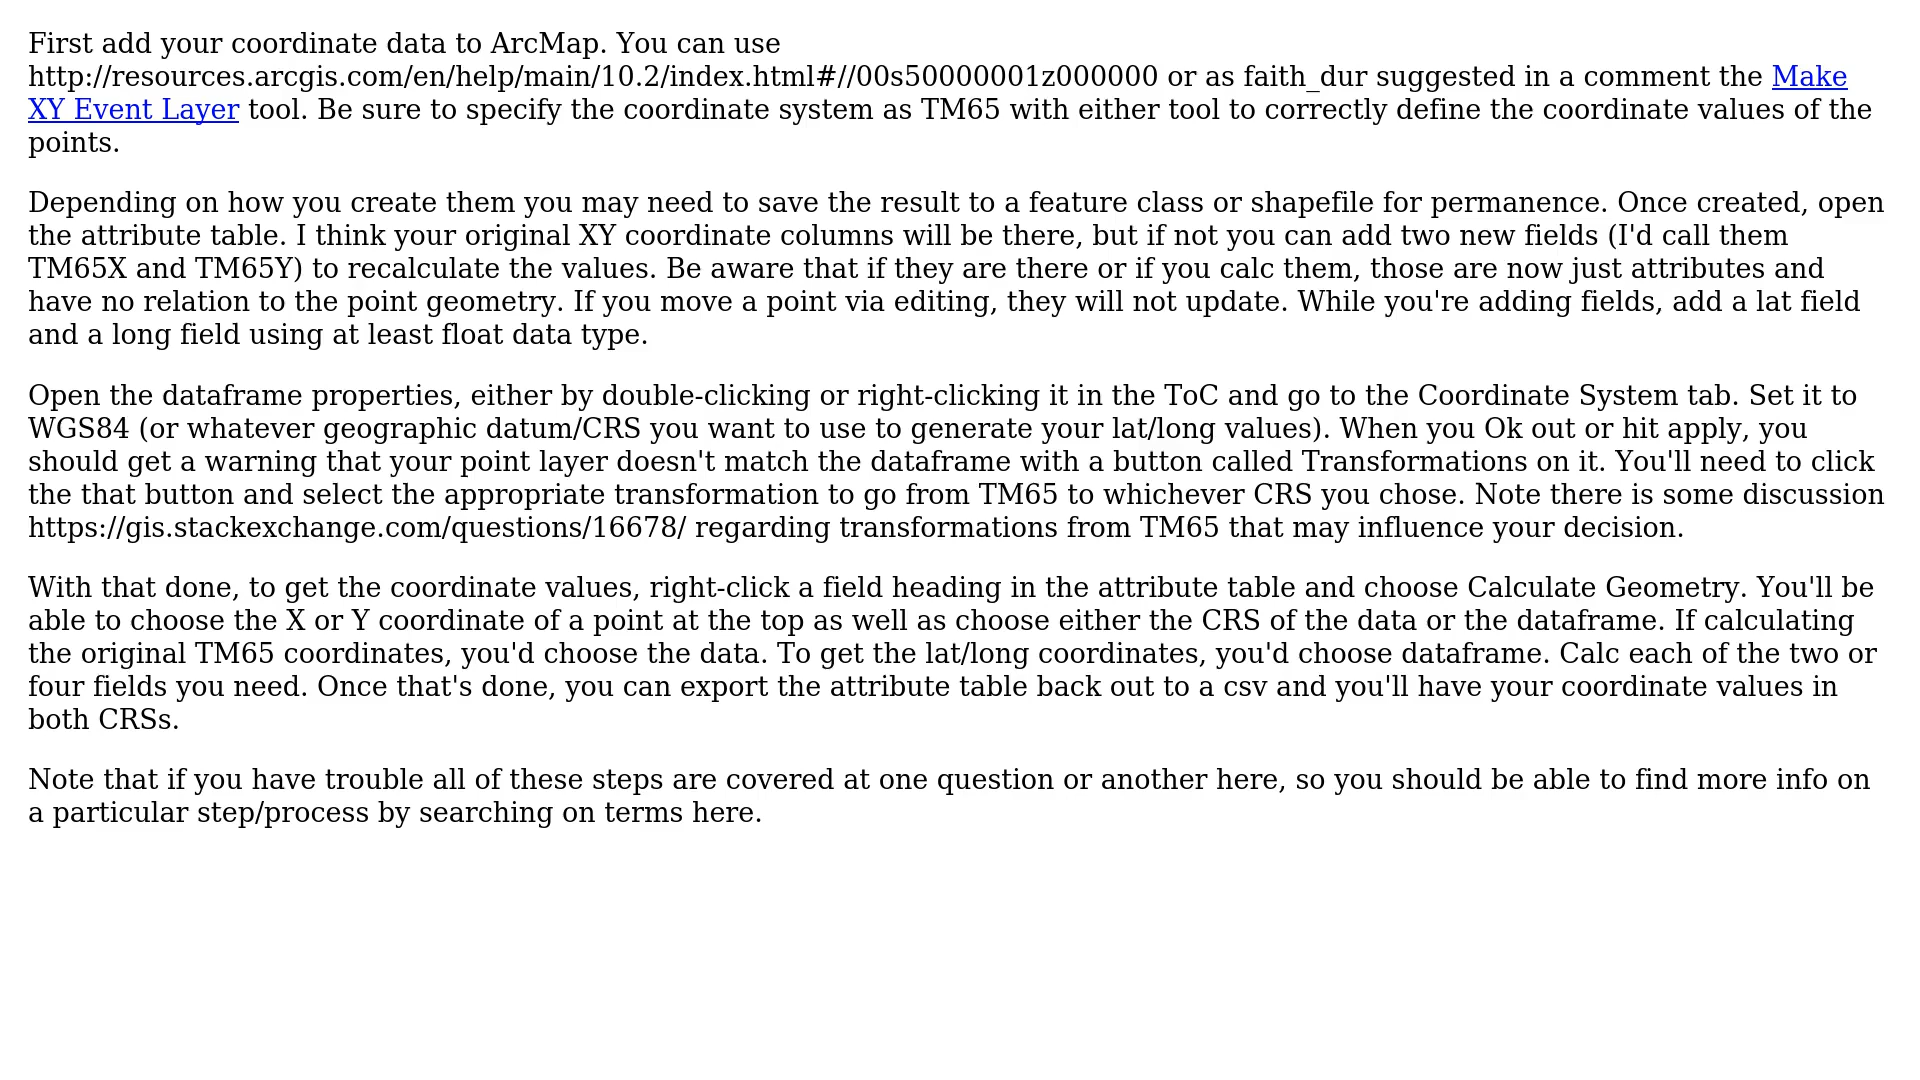 First add your coordinate data to ArcMap. You can use
http://resources.arcgis.com/en/help/main/10.2/index.html#//00s50000001z000000 or as faith_dur suggested in a comment the Make
XY Event Layer tool. Be sure to specify the coordinate system as TM65 with either tool to correctly define the coordinate values of the
points.
Depending on how you create them you may need to save the result to a feature class or shapefile for permanence. Once created, open
the attribute table. I think your original XY coordinate columns will be there, but if not you can add two new fields (I'd call them
TM65X and TM65Y) to recalculate the values. Be aware that if they are there or if you calc them, those are now just attributes and
have no relation to the point geometry. If you move a point via editing, they will not update. While you're adding fields, add a lat field
and a long field using at least float data type.
Open the dataframe properties, either by double-clicking or right-clicking it in the ToC and go to the Coordinate System tab. Set it to
WGS84 (or whatever geographic datum/CRS you want to use to generate your lat/long values). When you Ok out or hit apply, you
should get a warning that your point layer doesn't match the dataframe with a button called Transformations on it. You'll need to click
the that button and select the appropriate transformation to go from TM65 to whichever CRS you chose. Note there is some discussion
https://gis.stackexchange.com/questions/16678/ regarding transformations from TM65 that may influence your decision.
With that done, to get the coordinate values, right-click a field heading in the attribute table and choose Calculate Geometry. You'll be
able to choose the X or Y coordinate of a point at the top as well as choose either the CRS of the data or the dataframe. If calculating
the original TM65 coordinates, you'd choose the data. To get the lat/long coordinates, you'd choose dataframe. Calc each of the two or
four fields you need. Once that's done, you can export the attribute table back out to a csv and you'll have your coordinate values in
both CRSs.
Note that if you have trouble all of these steps are covered at one question or another here, so you should be able to find more info on
a particular step/process by searching on terms here.